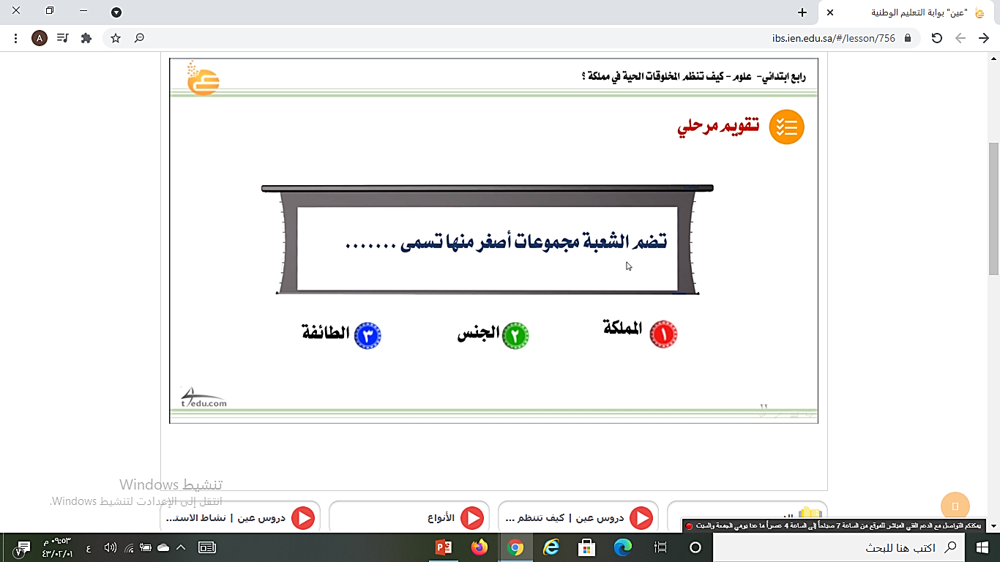 "عين" بوابة التعليم الوطنية
ibs.ien.edu.sa/#/lesson/756
A
رابع ابتدائي- علوم - كيف تنظم المخلوقات الحية في مملكة ؟
تقويم مرحلي
تضم الشعبة مجموعات أصغر منها تسمى .......
١ المملكة
٢ الجنس
٣ الطائفة
t4edu.com
٢٢
تنشيط Windows
انتقل إلى الإعدادات لتنشيط Windows.
دروس عين | كيف تتنظم ...
الأنواع
دروس عين | نشاط الاست...
يمكنكم التواصل مع الدعم الفني المباشر للموقع من الساعة 7 صباحاً إلى الساعة 4 عصراً ما عدا يومي الجمعة والسبت
اكتب هنا للبحث
ع
٠٩:٥٣ م
٤٣/٠٢/٠١